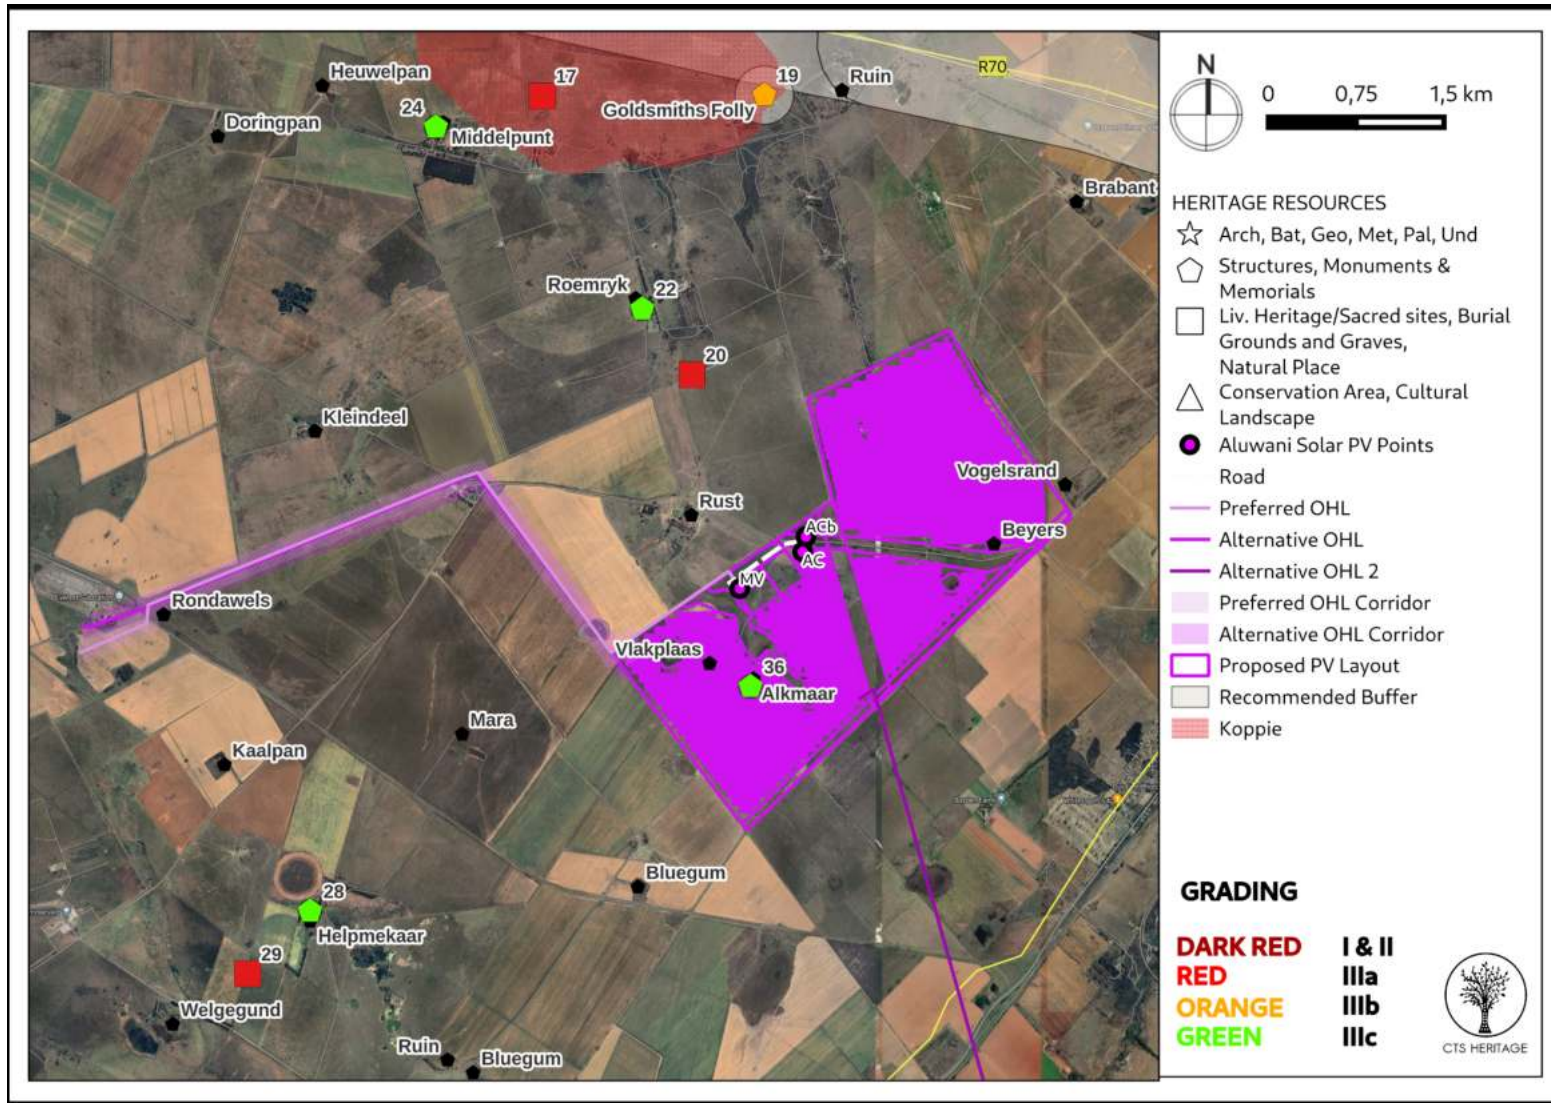 Heuwelpan
17
19
Ruin
R70
24
Goldsmiths Folly
Doringpan
Middelpunt
Brabant
Roemryk
22
20
Kleindeel
Vogelsrand
Rust
ACb
Beyers
AC
MV
Rondawels
Vlakplaas
36
Alkmaar
Mara
Kaalpan
Bluegum
28
Helpmekaar
29
Welgegund
Ruin
Bluegum
N
0 0,75 1,5 km
HERITAGE RESOURCES
Arch, Bat, Geo, Met, Pal, Und
Structures, Monuments &
Memorials
Liv. Heritage/Sacred sites, Burial
Grounds and Graves,
Natural Place
Conservation Area, Cultural
Landscape
Aluwani Solar PV Points
Road
Preferred OHL
Alternative OHL
Alternative OHL 2
Preferred OHL Corridor
Alternative OHL Corridor
Proposed PV Layout
Recommended Buffer
Koppie
GRADING
DARK RED I & II
RED IIIa
ORANGE IIIb
GREEN IIIc
CTS HERITAGE